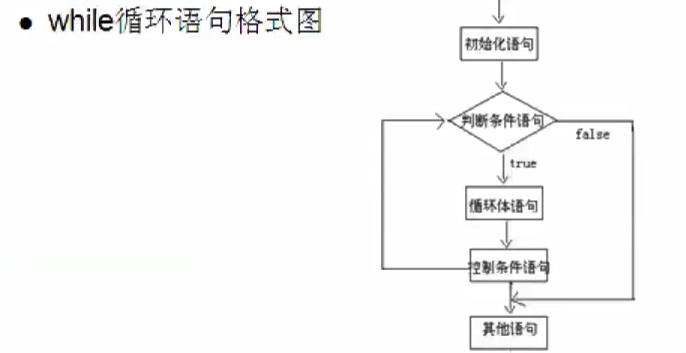 ● while循环语句格式图
初始化语句
判断条件语句
false
true
循环体语句
控制条件语句
其他语句